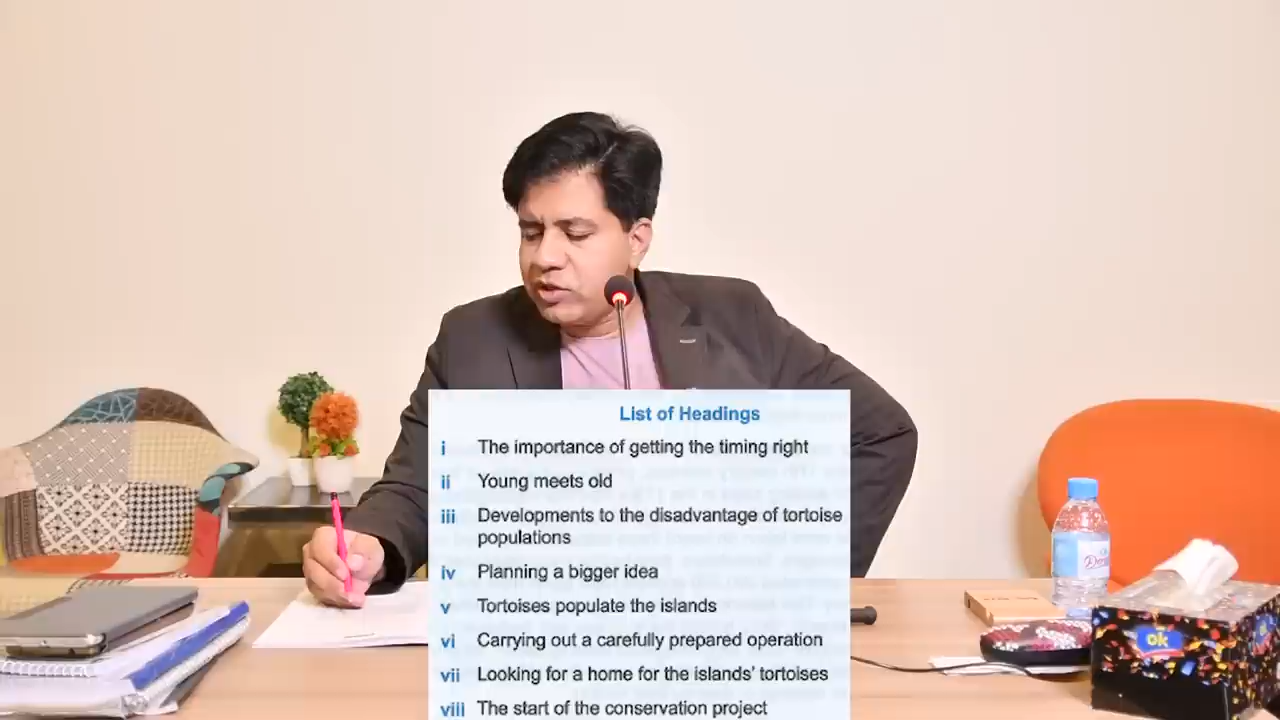 List of Headings
i The importance of getting the timing right
ii Young meets old
iii Developments to the disadvantage of tortoise
populations
iv Planning a bigger idea
v Tortoises populate the islands
vi Carrying out a carefully prepared operation
vii Looking for a home for the islands' tortoises
viii The start of the conservation project
ok